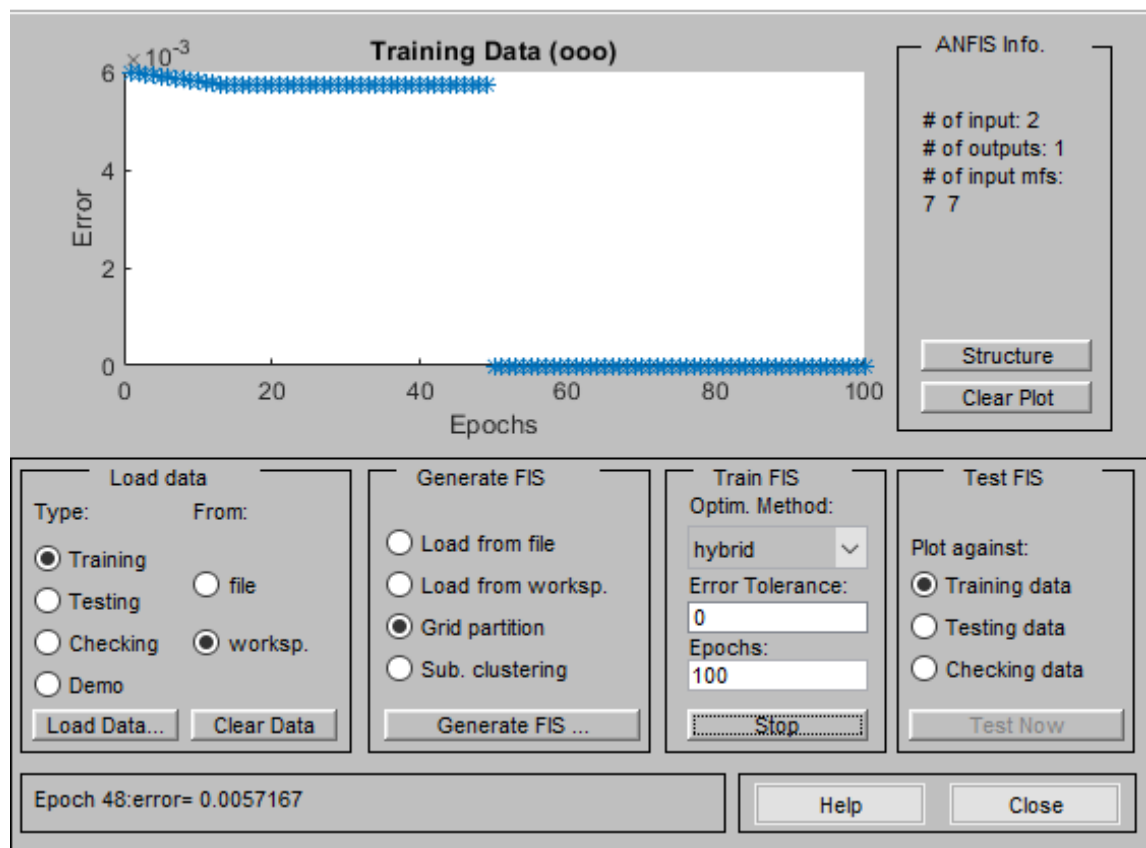 Training Data (ooo)
×10-3
6
4
2
0
Error
0 20 40 60 80 100
Epochs
ANFIS Info.
# of input: 2
# of outputs: 1
# of input mfs:
7 7
Structure
Clear Plot
Load data
Type: From:
Training
Testing
Checking
Demo
file
worksp.
Load Data...
Clear Data
Generate FIS
Load from file
Load from worksp.
Grid partition
Sub. clustering
Generate FIS ...
Train FIS
Optim. Method:
hybrid
Error Tolerance:
0
Epochs:
100
Stop
Test FIS
Plot against:
Training data
Testing data
Checking data
Test Now
Epoch 48:error= 0.0057167
Help
Close